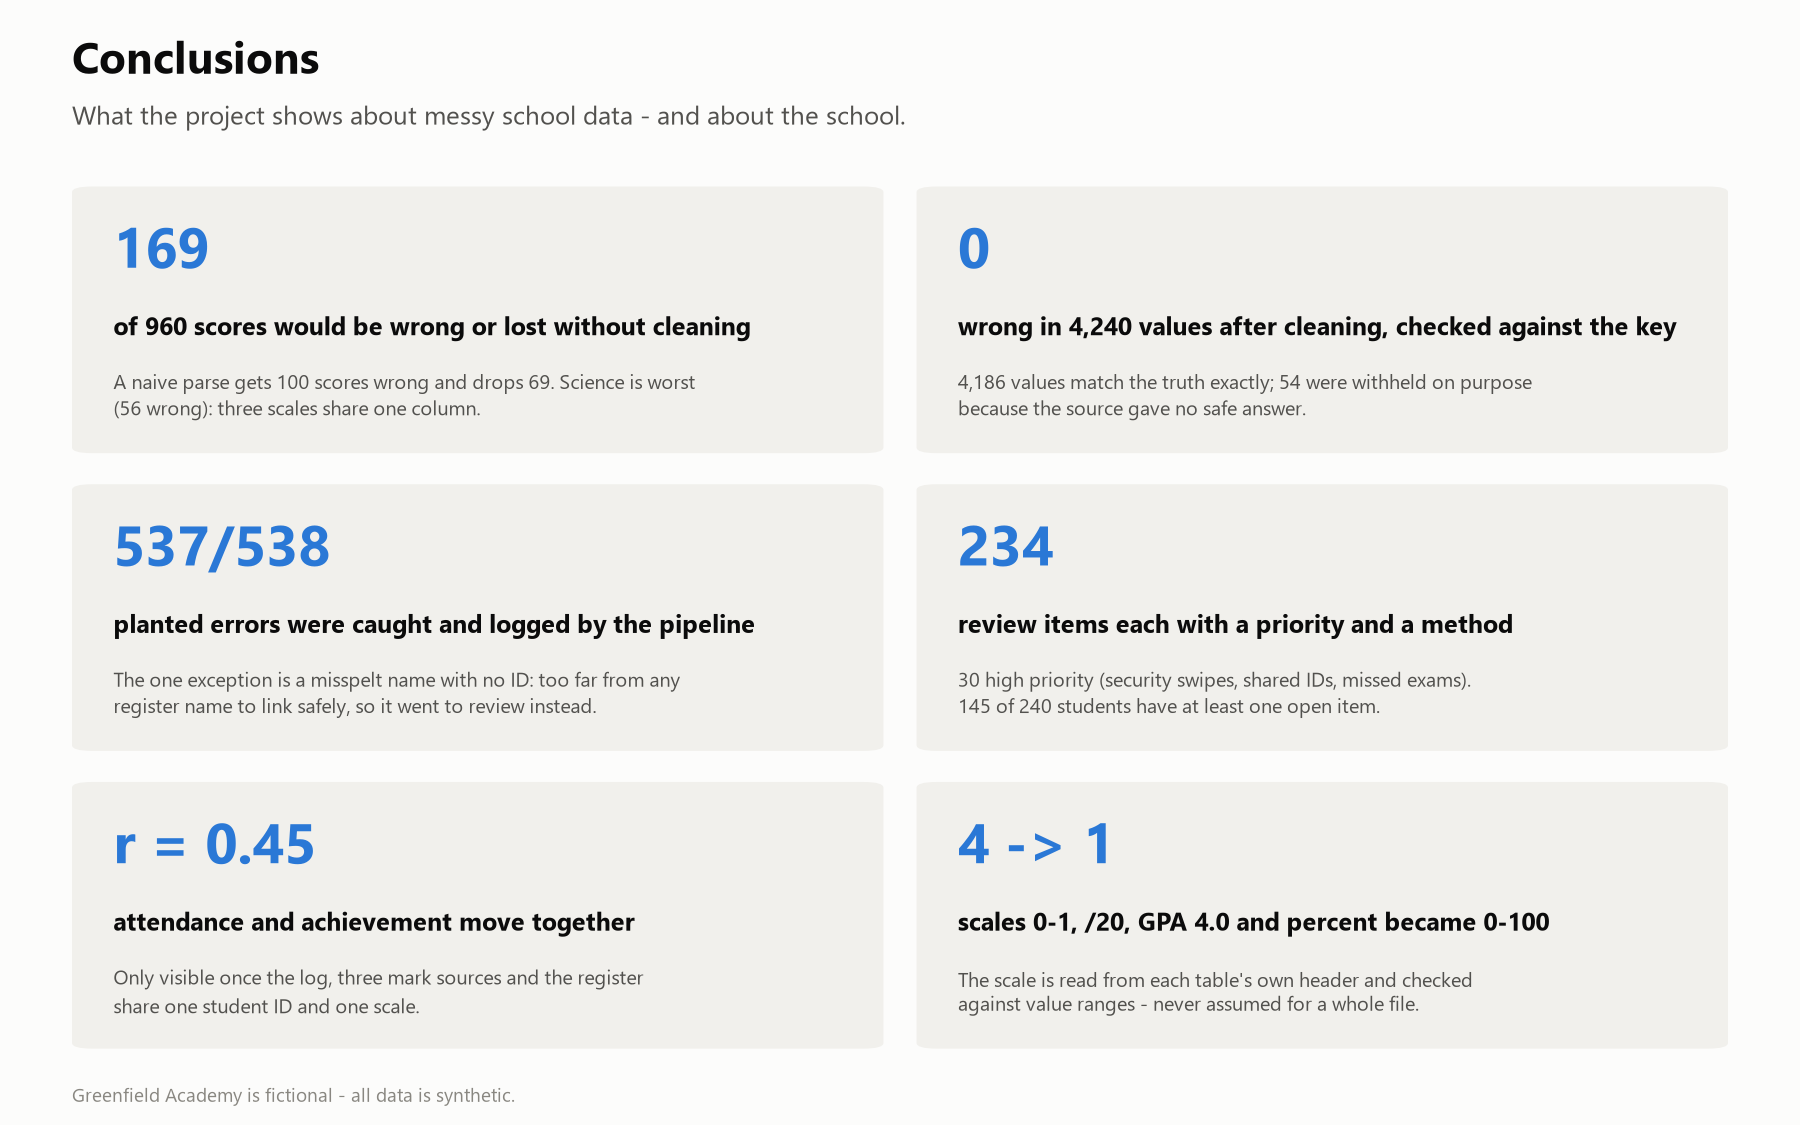 Conclusions
What the project shows about messy school data - and about the school.
169
of 960 scores would be wrong or lost without cleaning
A naive parse gets 100 scores wrong and drops 69. Science is worst
(56 wrong): three scales share one column.
0
wrong in 4,240 values after cleaning, checked against the key
4,186 values match the truth exactly; 54 were withheld on purpose
because the source gave no safe answer.
537/538
planted errors were caught and logged by the pipeline
The one exception is a misspelt name with no ID: too far from any
register name to link safely, so it went to review instead.
234
review items each with a priority and a method
30 high priority (security swipes, shared IDs, missed exams).
145 of 240 students have at least one open item.
r = 0.45
attendance and achievement move together
Only visible once the log, three mark sources and the register
share one student ID and one scale.
4 -> 1
scales 0-1, /20, GPA 4.0 and percent became 0-100
The scale is read from each table's own header and checked
against value ranges - never assumed for a whole file.
Greenfield Academy is fictional - all data is synthetic.